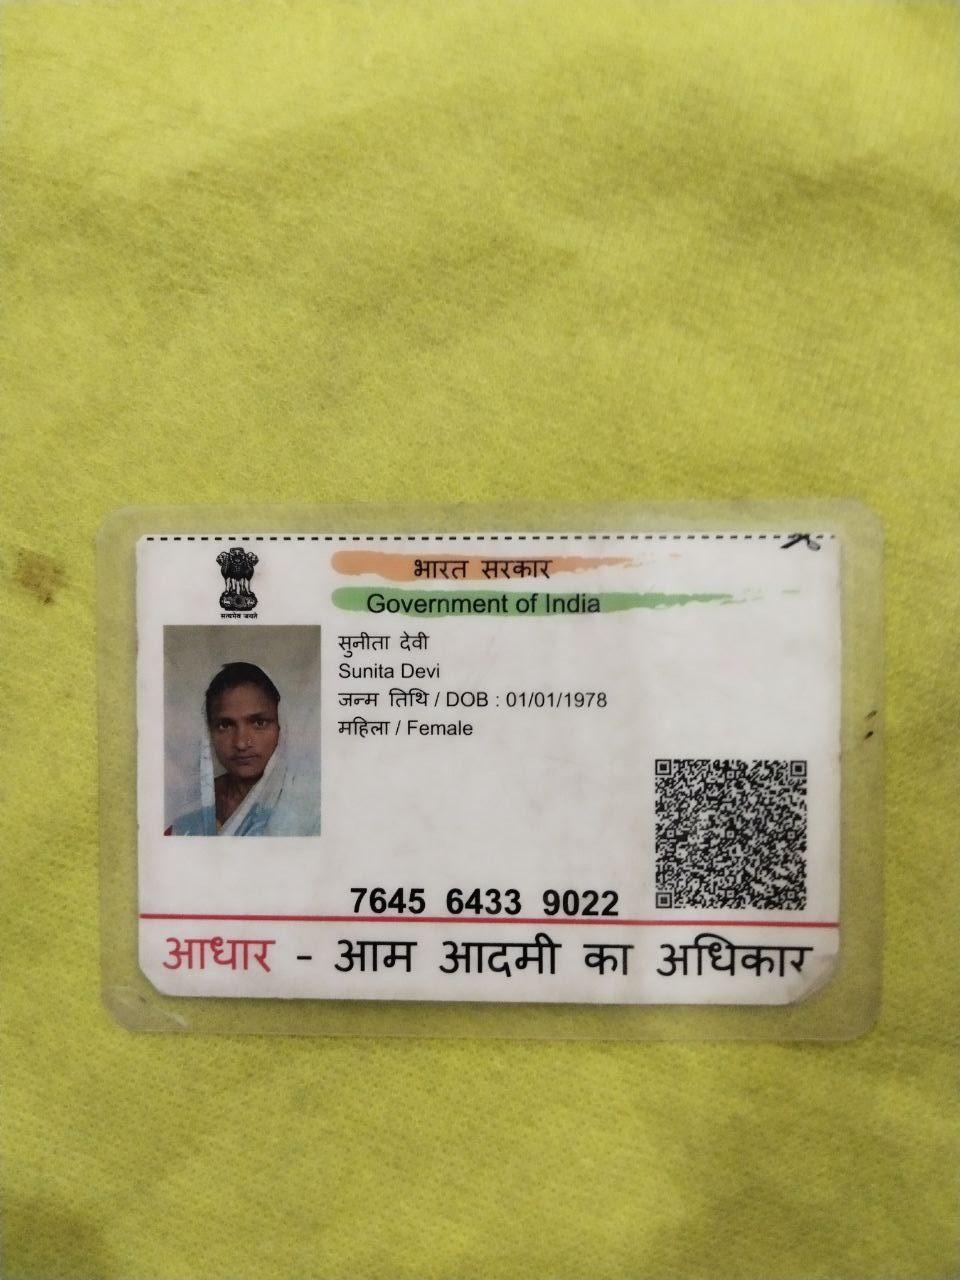 भारत सरकार
Government of India
सत्यमेव जयते
सुनीता देवी
Sunita Devi
जन्म तिथि / DOB : 01/01/1978
महिला / Female
7645 6433 9022
आधार - आम आदमी का अधिकार